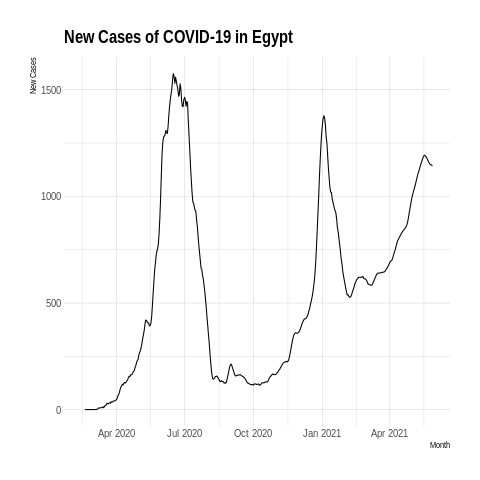 New Cases of COVID-19 in Egypt
New Cases
1500
1000
500
0
Apr 2020 Jul 2020 Oct 2020 Jan 2021 Apr 2021
Month